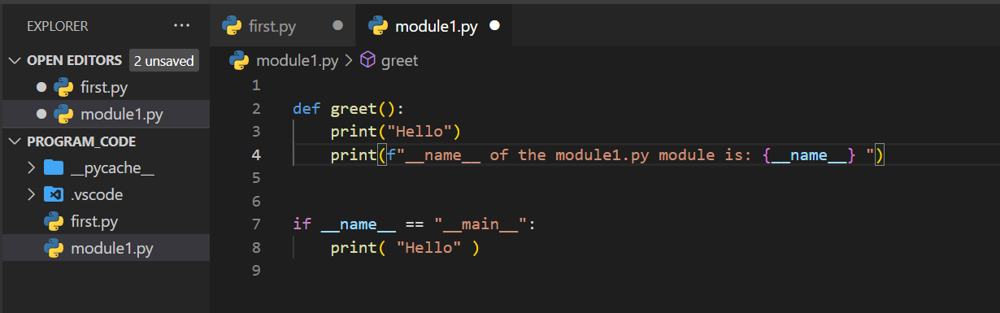 EXPLORER ···
OPEN EDITORS 2 unsaved
first.py
module1.py
PROGRAM_CODE
__pycache__
.vscode
first.py
module1.py
first.py
module1.py
module1.py > greet
1
2 def greet():
3     print("Hello")
4     print(f"__name__ of the module1.py module is: {__name__} ")
5
6
7 if __name__ == "__main__":
8     print( "Hello" )
9